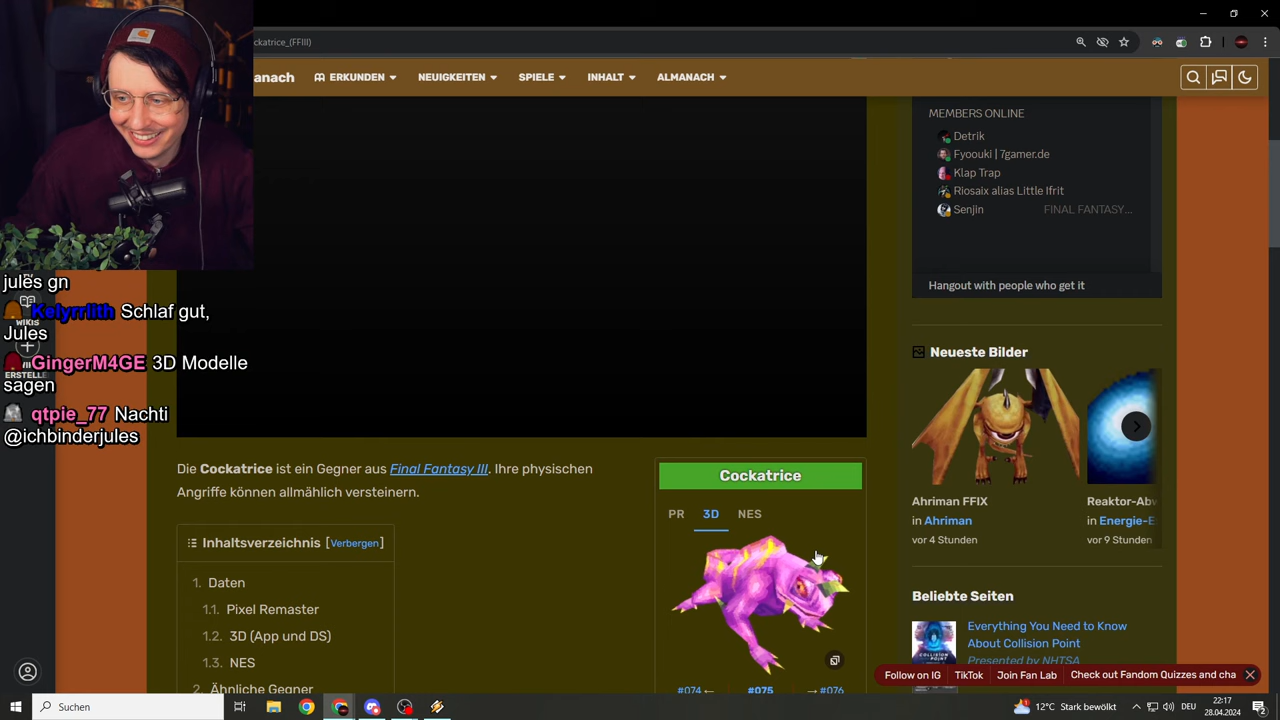 ckatrice_(FFIII)
anach
ERKUNDEN
NEUIGKEITEN
SPIELE
INHALT
ALMANACH
MEMBERS ONLINE
Detrik
Fyoouki | 7gamer.de
Klap Trap
Riosaix alias Little Ifrit
Senjin FINAL FANTASY...
Hangout with people who get it
jules gn
Kelyrrlith Schlaf gut,
Jules
GingerM4GE 3D Modelle
sagen
qtpie_77 Nachti
@ichbinderjules
WIKIS
ERSTELLE
Die Cockatrice ist ein Gegner aus Final Fantasy III. Ihre physischen
Angriffe können allmählich versteinern.
Inhaltsverzeichnis [Verbergen]
1. Daten
1.1. Pixel Remaster
1.2. 3D (App und DS)
1.3. NES
2. Ähnliche Gegner
Cockatrice
PR 3D NES
#074 ← #075 → #076
Neueste Bilder
Ahriman FFIX
in Ahriman
vor 4 Stunden
Reaktor-Abw
in Energie-E
vor 9 Stunden
Beliebte Seiten
Everything You Need to Know
About Collision Point
Presented by NHTSA
Follow on IG TikTok Join Fan Lab Check out Fandom Quizzes and cha
Suchen
12°C Stark bewölkt
DEU
22:17
28.04.2024
2